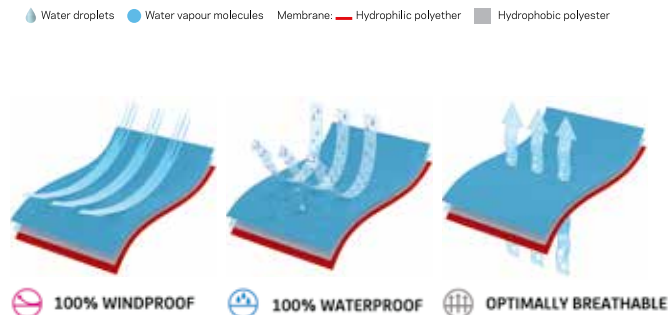 Water droplets Water vapour molecules Membrane: Hydrophilic polyether Hydrophobic polyester
100% WINDPROOF 100% WATERPROOF OPTIMALLY BREATHABLE